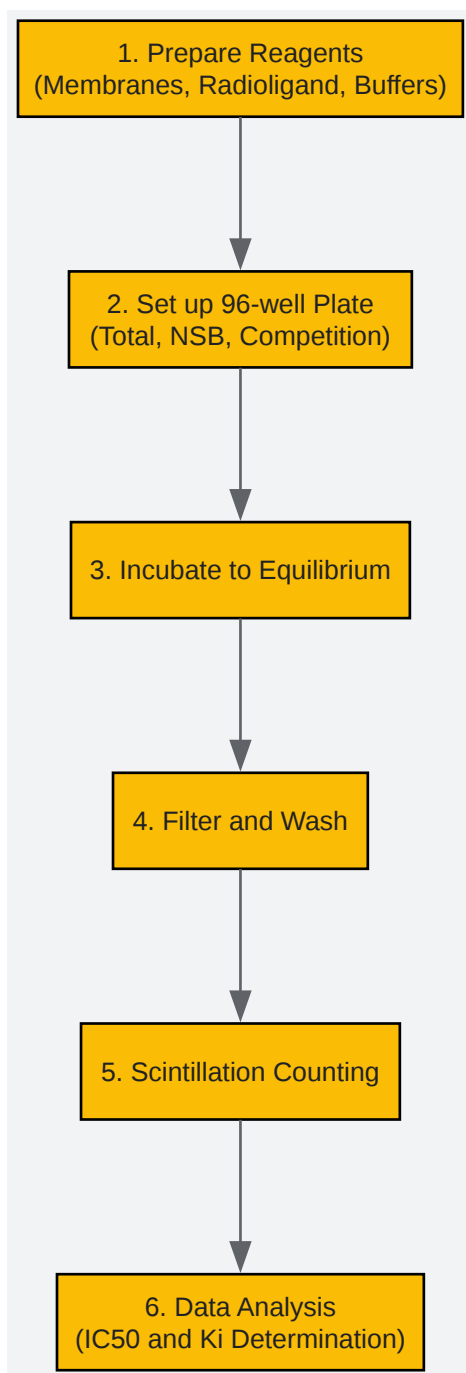 1. Prepare Reagents
(Membranes, Radioligand, Buffers)
2. Set up 96-well Plate
(Total, NSB, Competition)
3. Incubate to Equilibrium
4. Filter and Wash
5. Scintillation Counting
6. Data Analysis
(IC50 and Ki Determination)